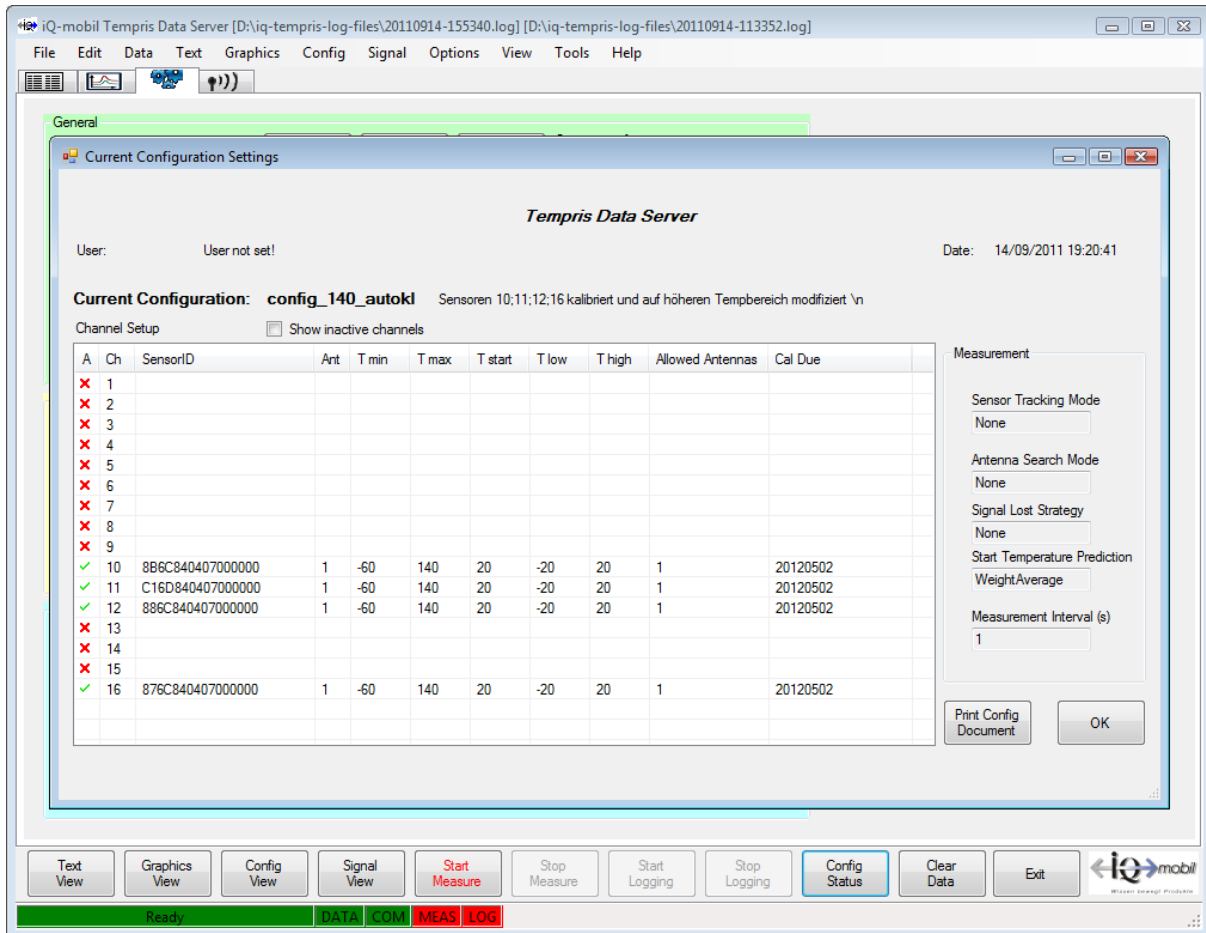 iQ-mobil Tempris Data Server [D:\iq-tempris-log-files\20110914-155340.log] [D:\iq-tempris-log-files\20110914-113352.log]
File Edit Data Text Graphics Config Signal Options View Tools Help
General
Current Configuration Settings
Tempris Data Server
User: User not set! Date: 14/09/2011 19:20:41
Current Configuration: config_140_autokl Sensoren 10;11;12;16 kalibriert und auf höheren Tempbereich modifiziert \n
Channel Setup Show inactive channels
A Ch SensorID Ant T min T max T start T low T high Allowed Antennas Cal Due
1
2
3
4
5
6
7
8
9
10 8B6C840407000000 1 -60 140 20 -20 20 1 20120502
11 C16D840407000000 1 -60 140 20 -20 20 1 20120502
12 886C840407000000 1 -60 140 20 -20 20 1 20120502
13
14
15
16 876C840407000000 1 -60 140 20 -20 20 1 20120502
Measurement
Sensor Tracking Mode
None
Antenna Search Mode
None
Signal Lost Strategy
None
Start Temperature Prediction
WeightAverage
Measurement Interval (s)
1
Print Config Document
OK
Text View
Graphics View
Config View
Signal View
Start Measure
Stop Measure
Start Logging
Stop Logging
Config Status
Clear Data
Exit
iQ mobil
Wissen bewegt Produkte
Ready DATA COM MEAS LOG